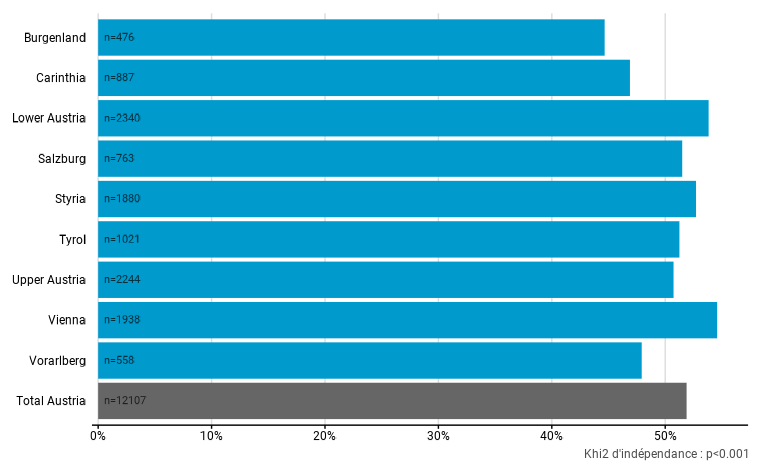 Burgenland n=476
Carinthia n=887
Lower Austria n=2340
Salzburg n=763
Styria n=1880
Tyrol n=1021
Upper Austria n=2244
Vienna n=1938
Vorarlberg n=558
Total Austria n=12107
0% 10% 20% 30% 40% 50%
Khi2 d'indépendance : p<0.001